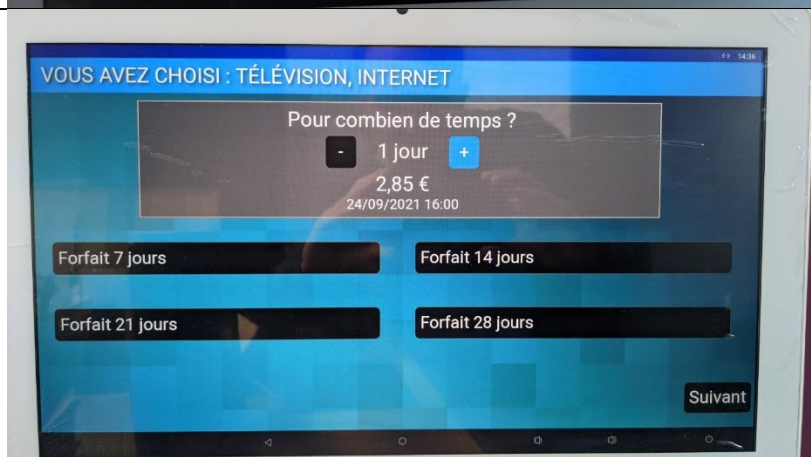 14:36
VOUS AVEZ CHOISI : TÉLÉVISION, INTERNET
Pour combien de temps ?
- 1 jour +
2,85 €
24/09/2021 16:00
Forfait 7 jours
Forfait 14 jours
Forfait 21 jours
Forfait 28 jours
Suivant